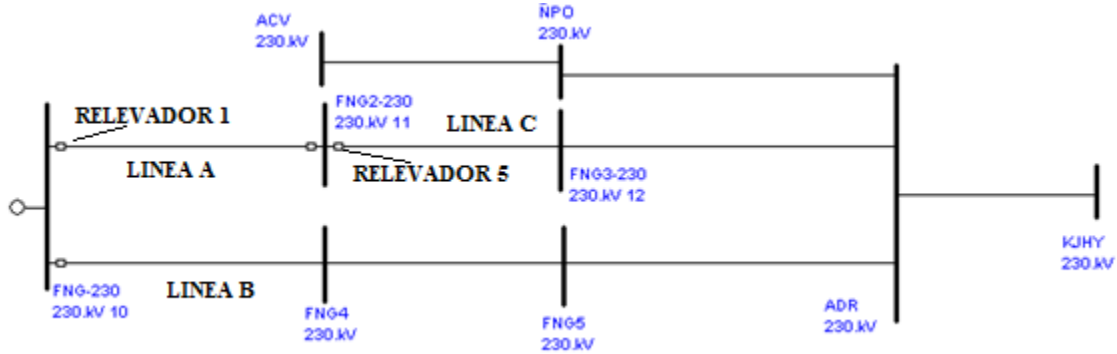 ACV
230.kV
ÑPO
230.kV
RELEVADOR 1
FNG2-230
230.kV 11
LINEA C
LINEA A
RELEVADOR 5
FNG3-230
230.kV 12
KJHY
230.kV
FNG-230
230.kV 10
LINEA B
FNG4
230.kV
FNG5
230.kV
ADR
230.kV